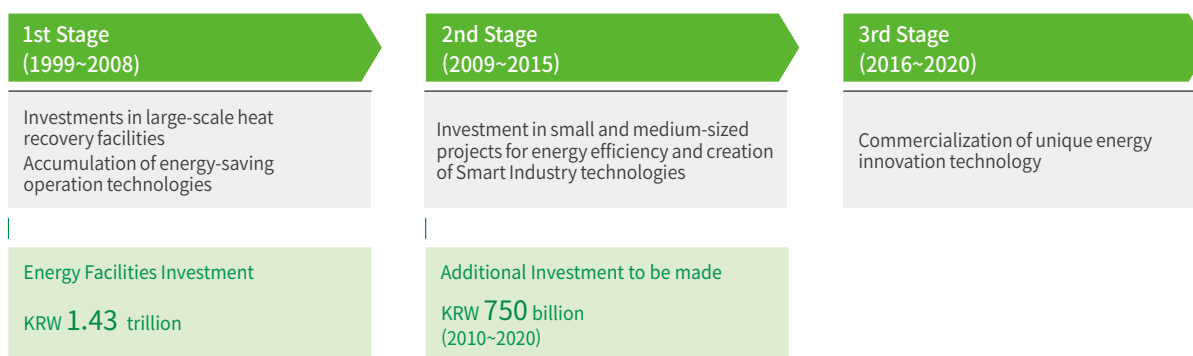 1st Stage
(1999~2008)
Investments in large-scale heat
recovery facilities
Accumulation of energy-saving
operation technologies
Energy Facilities Investment
KRW 1.43 trillion
2nd Stage
(2009~2015)
Investment in small and medium-sized
projects for energy efficiency and creation
of Smart Industry technologies
Additional Investment to be made
KRW 750 billion
(2010~2020)
3rd Stage
(2016~2020)
Commercialization of unique energy
innovation technology